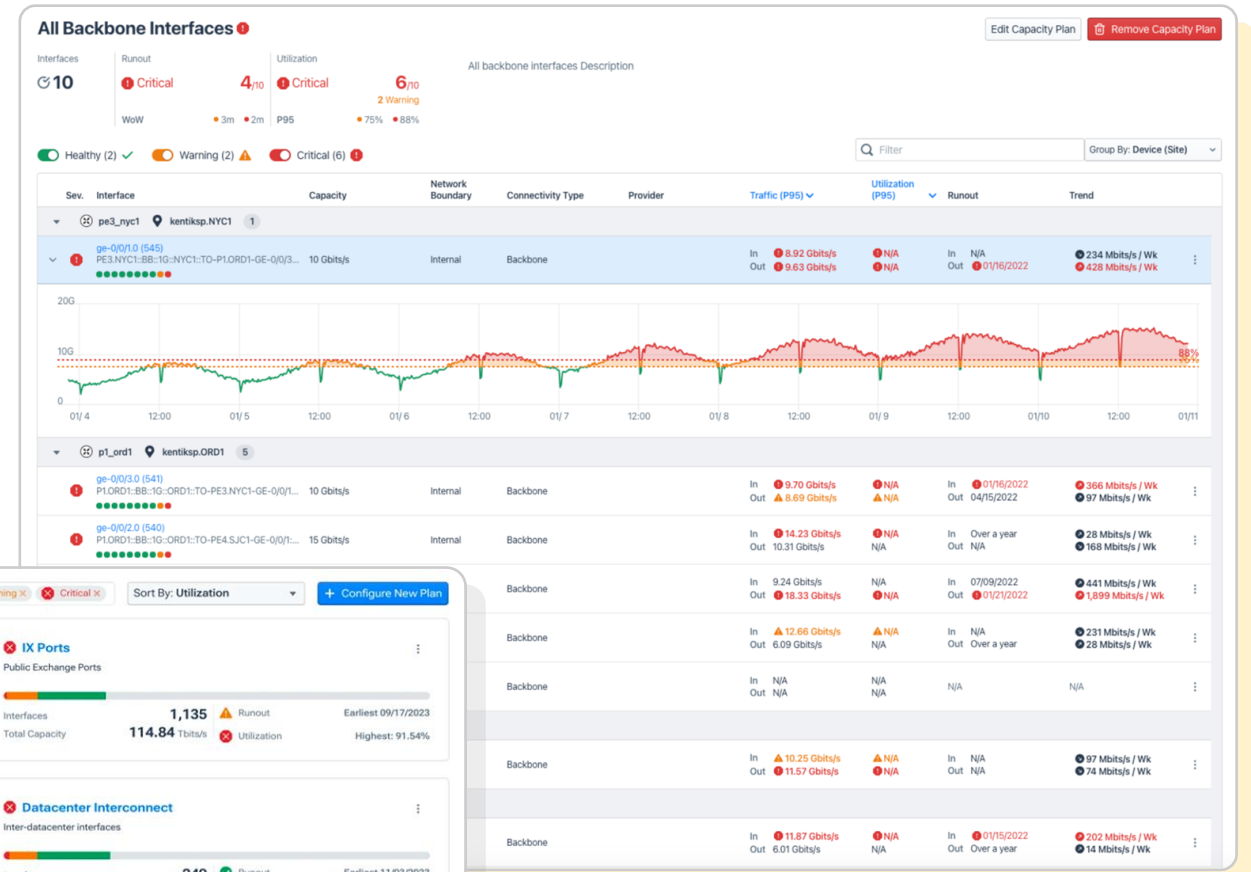 All Backbone Interfaces
Edit Capacity Plan
Remove Capacity Plan
Interfaces
Runout
Utilization
All backbone interfaces Description
10
Critical 4/10
Critical 6/10
2 Warning
WoW 3m 2m
P95 75% 88%
Healthy (2)
Warning (2)
Critical (6)
Filter
Group By: Device (Site)
Sev. Interface Capacity Network Boundary Connectivity Type Provider Traffic (P95) Utilization (P95) Runout Trend
pe3_nyc1 kentiksp.NYC1 1
ge-0/0/1.0 (545)
PE3.NYC1::BB::1G::NYC1::TO-P1.ORD1-GE-0/0/3... 10 Gbits/s Internal Backbone
In 8.92 Gbits/s N/A In N/A 234 Mbits/s / Wk
Out 9.63 Gbits/s N/A Out 01/16/2022 428 Mbits/s / Wk
20G
10G
0
88%
01/ 4 12:00 01/ 5 12:00 01/ 6 12:00 01/ 7 12:00 01/ 8 12:00 01/ 9 12:00 01/10 12:00 01/11
p1_ord1 kentiksp.ORD1 5
ge-0/0/3.0 (541)
P1.ORD1::BB::1G::ORD1::TO-PE3.NYC1-GE-0/0/1... 10 Gbits/s Internal Backbone
In 9.70 Gbits/s N/A In 01/16/2022 366 Mbits/s / Wk
Out 8.69 Gbits/s N/A Out 04/15/2022 97 Mbits/s / Wk
ge-0/0/2.0 (540)
P1.ORD1::BB::1G::ORD1::TO-PE4.SJC1-GE-0/0/1:... 15 Gbits/s Internal Backbone
In 14.23 Gbits/s N/A In Over a year 28 Mbits/s / Wk
Out 10.31 Gbits/s N/A Out N/A 168 Mbits/s / Wk
Backbone
In 9.24 Gbits/s N/A In 07/09/2022 441 Mbits/s / Wk
Out 18.33 Gbits/s N/A Out 01/21/2022 1,899 Mbits/s / Wk
Backbone
In 12.66 Gbits/s N/A In N/A 231 Mbits/s / Wk
Out 6.09 Gbits/s N/A Out Over a year 28 Mbits/s / Wk
Backbone
In N/A N/A N/A N/A
Out N/A N/A
Backbone
In 10.25 Gbits/s N/A In N/A 97 Mbits/s / Wk
Out 11.57 Gbits/s N/A Out N/A 74 Mbits/s / Wk
Backbone
In 11.87 Gbits/s N/A In 01/15/2022 202 Mbits/s / Wk
Out 6.01 Gbits/s N/A Out Over a year 14 Mbits/s / Wk
Critical
Sort By: Utilization
+ Configure New Plan
IX Ports
Public Exchange Ports
Interfaces 1,135 Runout Earliest 09/17/2023
Total Capacity 114.84 Tbits/s Utilization Highest: 91.54%
Datacenter Interconnect
Inter-datacenter interfaces